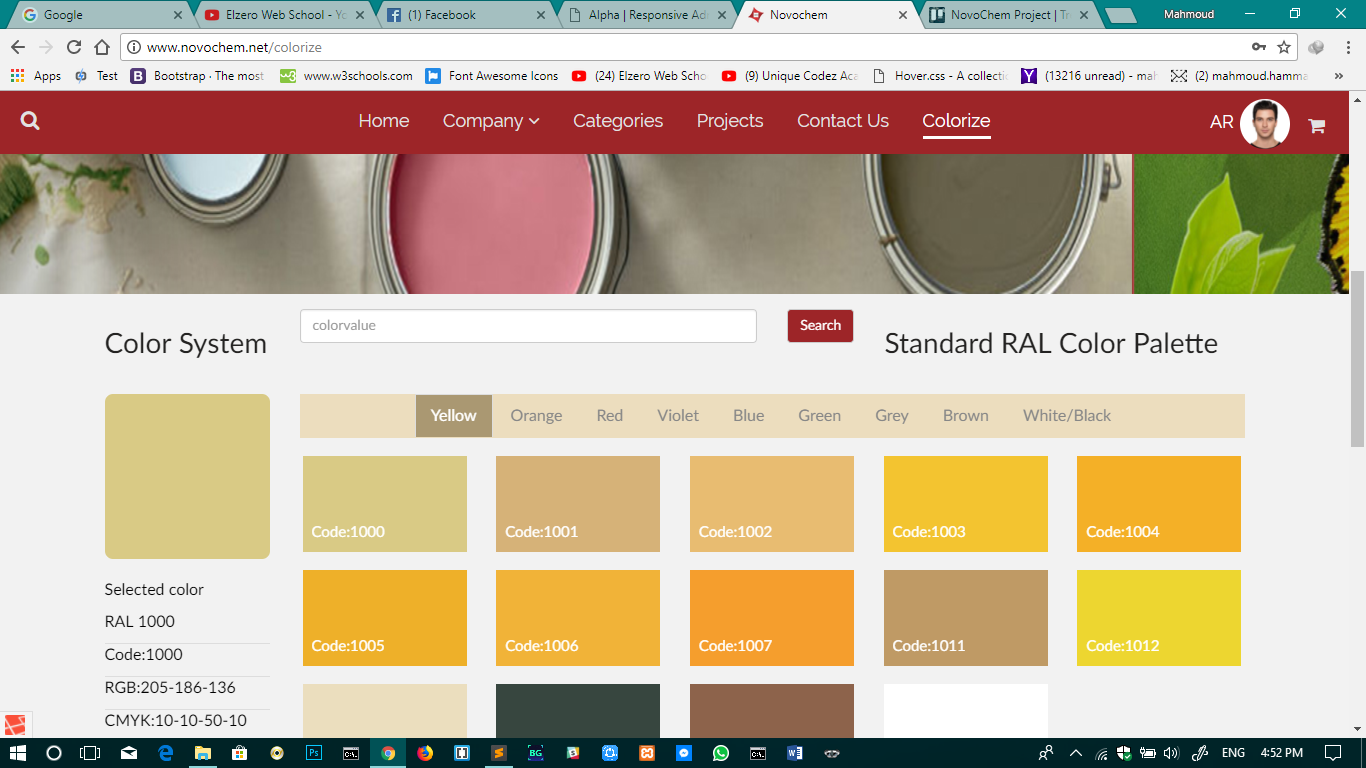 Google
Elzero Web School - Yo
(1) Facebook
Alpha | Responsive Ad
Novochem
NovoChem Project | Tr
Mahmoud
www.novochem.net/colorize
Apps
Test
Bootstrap · The most
www.w3schools.com
Font Awesome Icons
(24) Elzero Web Scho
(9) Unique Codez Aca
Hover.css - A collecti
(13216 unread) - mah
(2) mahmoud.hamma
»
Home
Company
Categories
Projects
Contact Us
Colorize
AR
Color System
colorvalue
Search
Standard RAL Color Palette
Yellow
Orange
Red
Violet
Blue
Green
Grey
Brown
White/Black
Code:1000
Code:1001
Code:1002
Code:1003
Code:1004
Code:1005
Code:1006
Code:1007
Code:1011
Code:1012
Selected color
RAL 1000
Code:1000
RGB:205-186-136
CMYK:10-10-50-10
ENG
4:52 PM